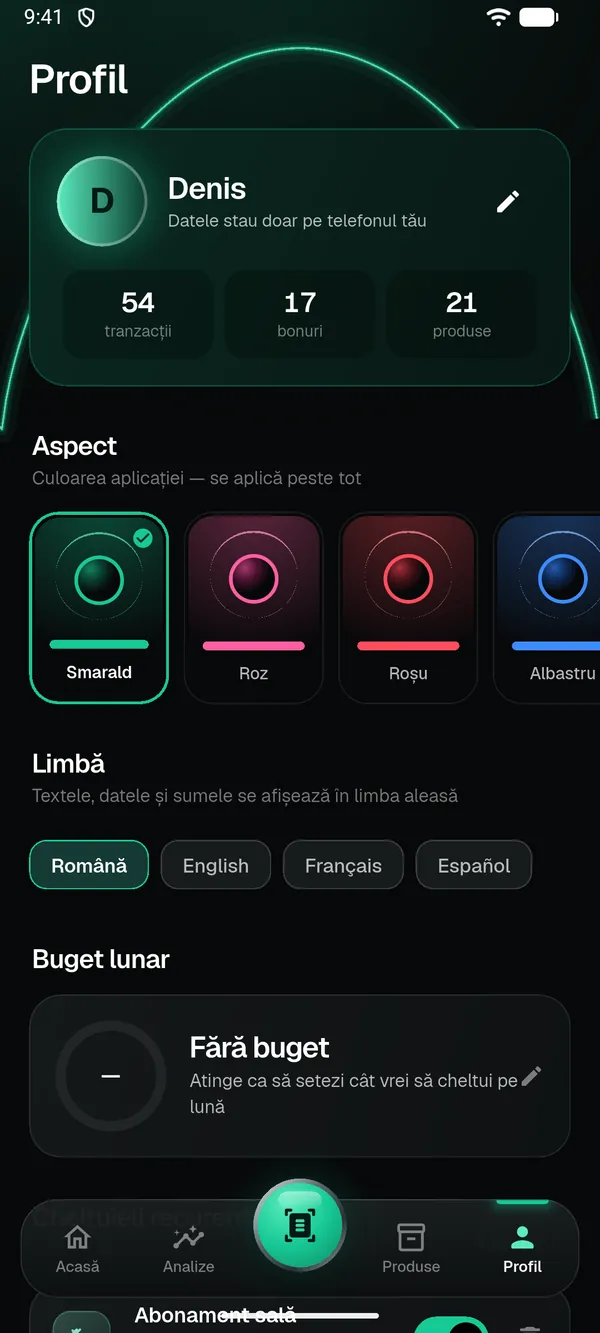 9:41
Profil
D
Denis
Datele stau doar pe telefonul tău
54
tranzacții
17
bonuri
21
produse
Aspect
Culoarea aplicației — se aplică peste tot
Smarald
Roz
Roșu
Albastru
Limbă
Textele, datele și sumele se afișează în limba aleasă
Română
English
Français
Español
Buget lunar
–
Fără buget
Atinge ca să setezi cât vrei să cheltui pe
lună
Cheltuieli
Acasă
Analize
Produse
Profil
Abonament sală